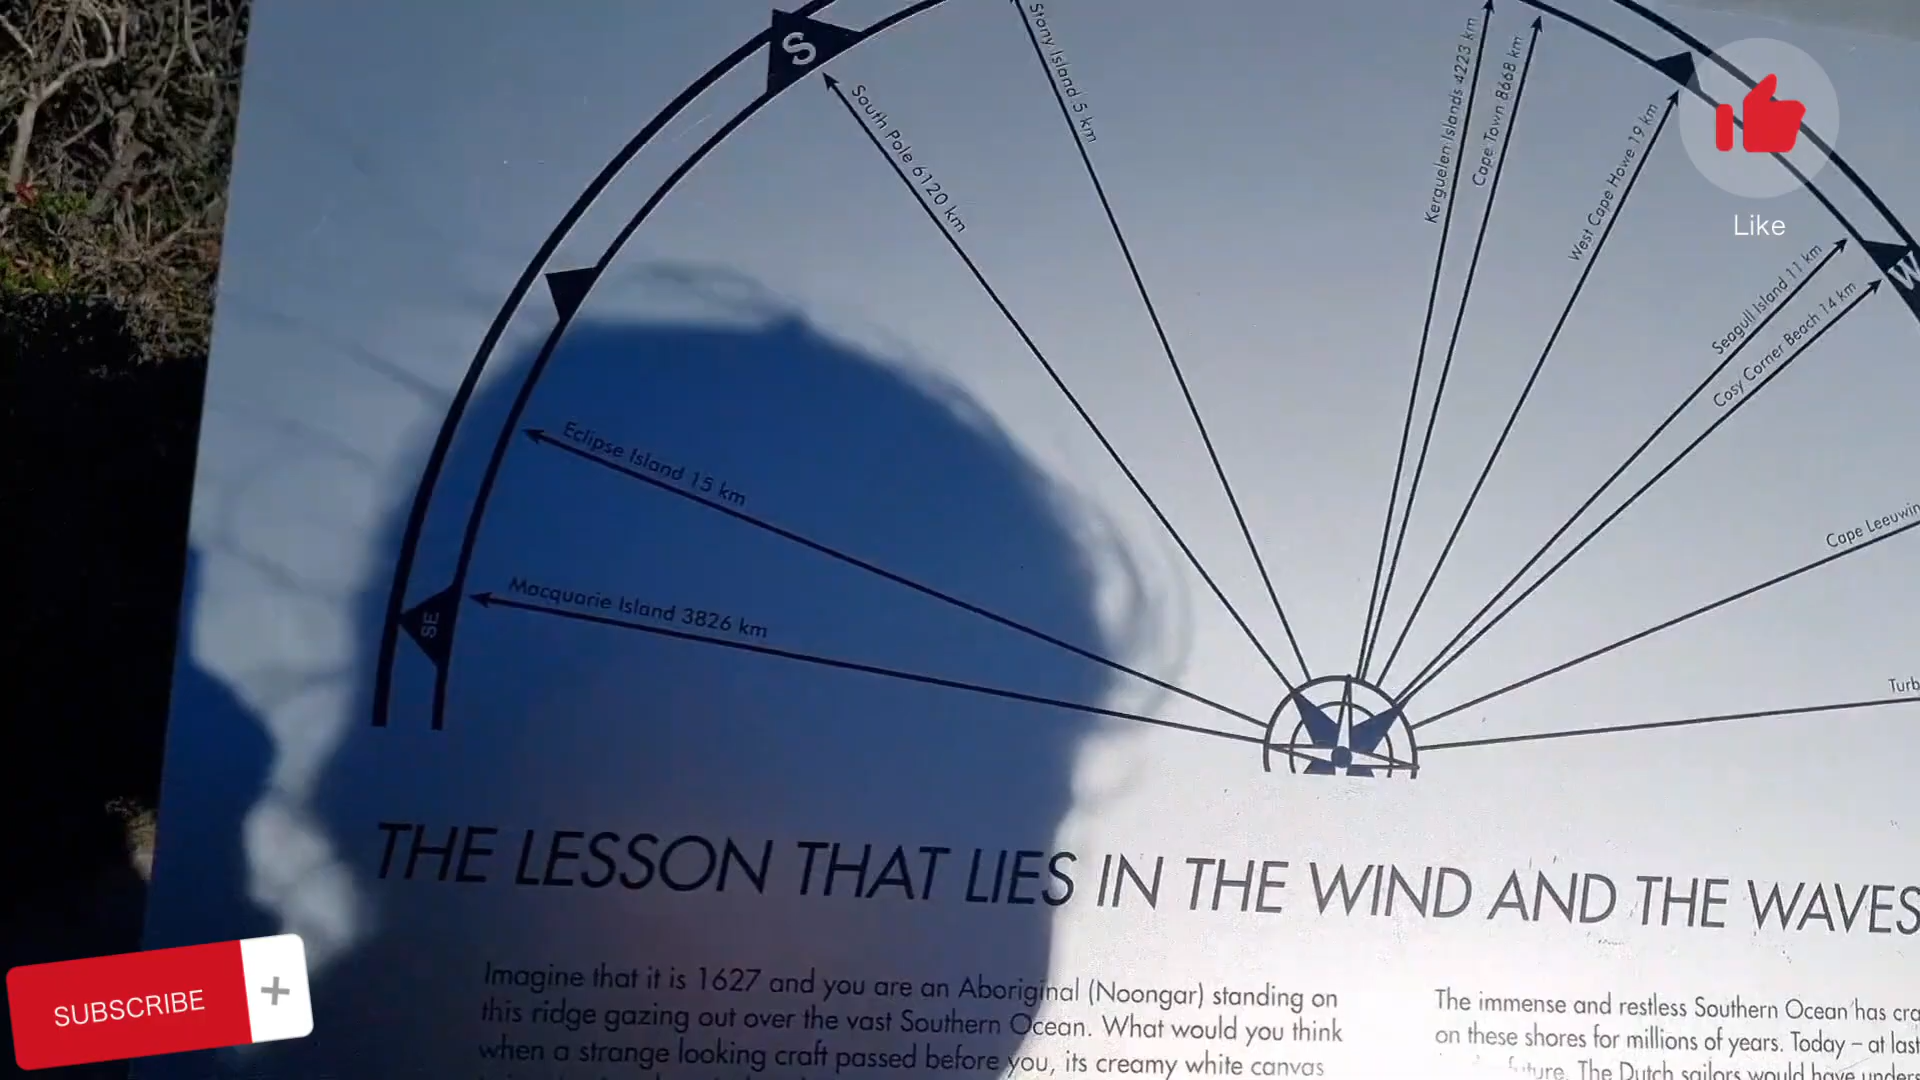 S
Stony Island 5 km
South Pole 6120 km
Kerguelen Islands 4223 km
Cape Town 8668 km
West Cape Howe 19 km
Like
Seagull Island 11 km
W
Cosy Corner Beach 14 km
Eclipse Island 15 km
Cape Leeuwin
Macquarie Island 3826 km
SE
Turb
THE LESSON THAT LIES IN THE WIND AND THE WAVES
Imagine that it is 1627 and you are an Aboriginal (Noongar) standing on
this ridge gazing out over the vast Southern Ocean. What would you think
when a strange looking craft passed before you, its creamy white canvas
The immense and restless Southern Ocean has cra
on these shores for millions of years. Today – at last
The Dutch sailors would have unders
SUBSCRIBE +